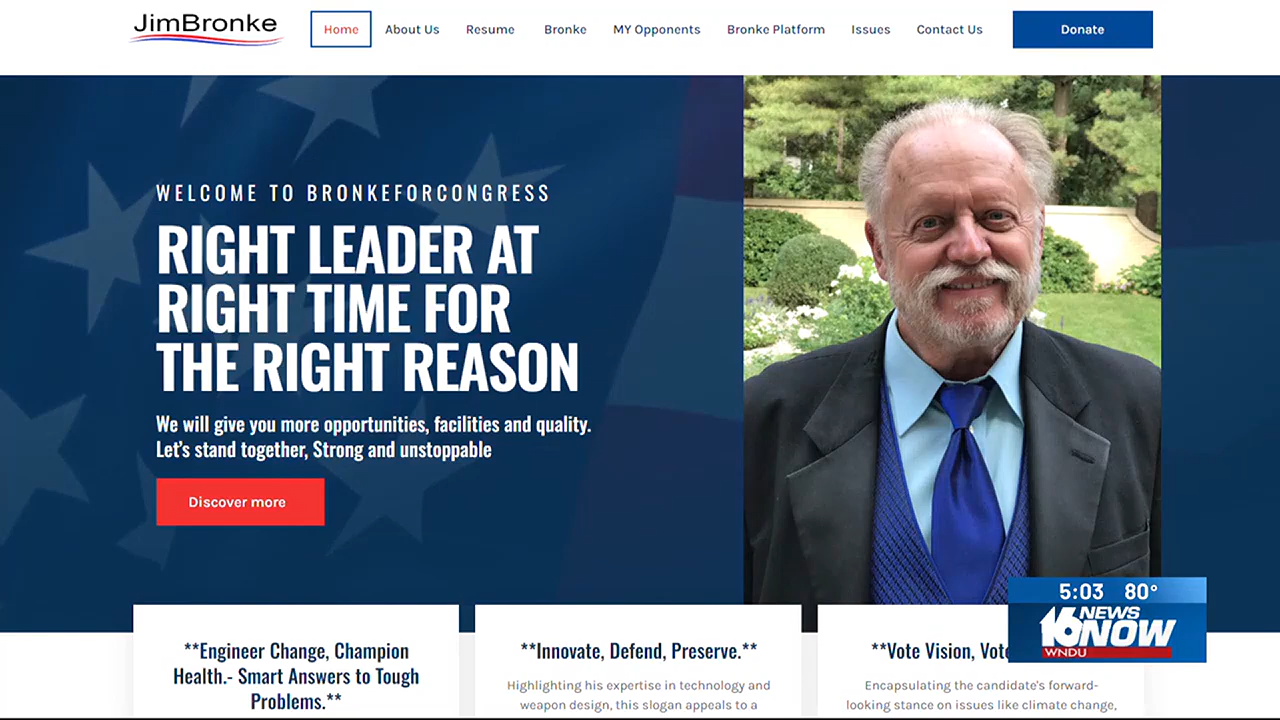 JimBronke
Home
About Us
Resume
Bronke
MY Opponents
Bronke Platform
Issues
Contact Us
Donate
WELCOME TO BRONKEFORCONGRESS
RIGHT LEADER AT
RIGHT TIME FOR
THE RIGHT REASON
We will give you more opportunities, facilities and quality.
Let's stand together, Strong and unstoppable
Discover more
**Engineer Change, Champion
Health.- Smart Answers to Tough
Problems.**
**Innovate, Defend, Preserve.**
Highlighting his expertise in technology and
weapon design, this slogan appeals to a
**Vote Vision, Vote
Encapsulating the candidate's forward-
looking stance on issues like climate change,
5:03 80°
16 NEWS
NOW
WNDU